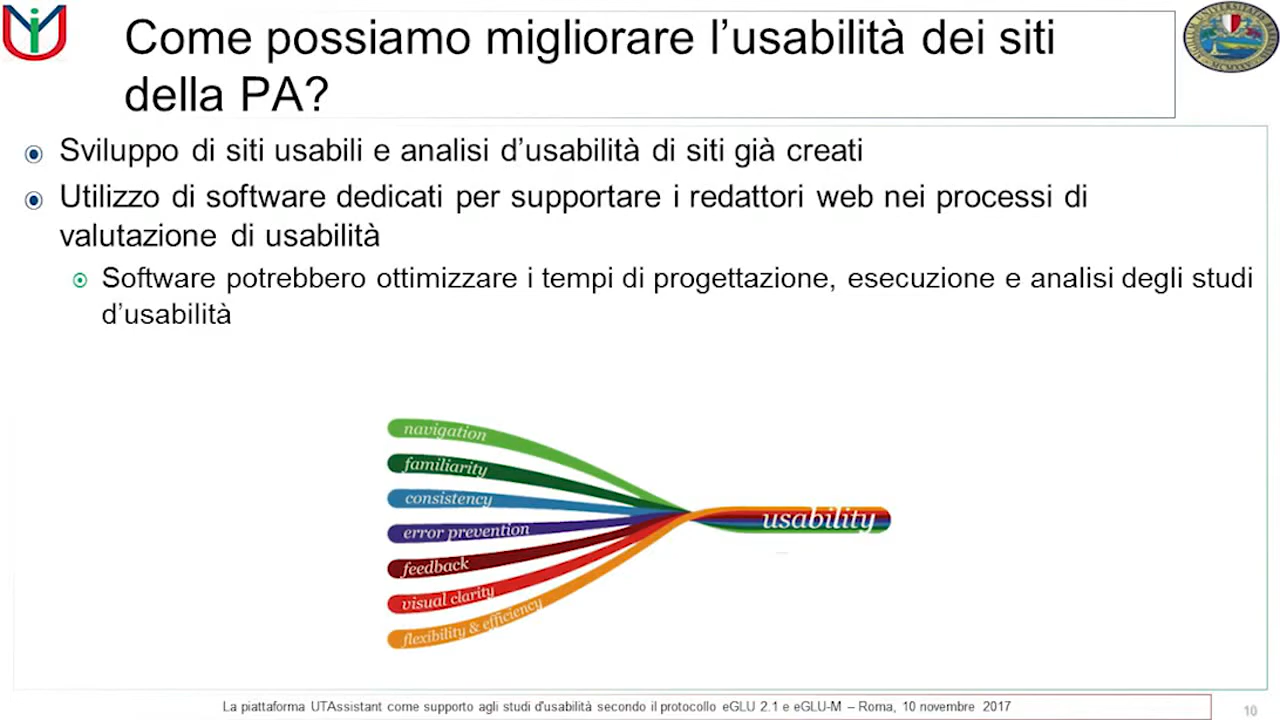 Come possiamo migliorare l’usabilità dei siti
della PA?
Sviluppo di siti usabili e analisi d’usabilità di siti già creati
Utilizzo di software dedicati per supportare i redattori web nei processi di
valutazione di usabilità
Software potrebbero ottimizzare i tempi di progettazione, esecuzione e analisi degli studi
d’usabilità
navigation
familiarity
consistency
error prevention
feedback
visual clarity
flexibility & efficiency
usability
La piattaforma UTAssistant come supporto agli studi d'usabilità secondo il protocollo eGLU 2.1 e eGLU-M – Roma, 10 novembre 2017
10